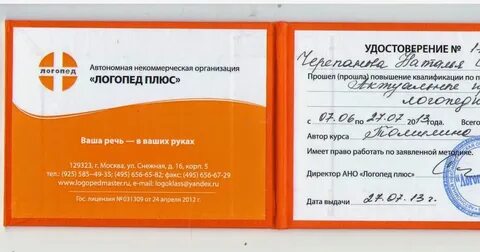 логопед
Автономная некоммерческая организация
«ЛОГОПЕД ПЛЮС»
Ваша речь — в ваших руках
129323, г. Москва, ул. Снежная, д. 16, корп. 5
тел: (925) 585-49-35; (495) 656-65-82; факс: (495) 656-67-29
www.logopedmaster.ru, e-mail: logoklass@yandex.ru
Гос. лицензия №031309 от 24 апреля 2012 г.
УДОСТОВЕРЕНИЕ №
Черепанова Наталья
Прошел (прошла) повышение квалификации по п
Актуальные
логопеди
с 07.06 по 27.07 2013г. Всего
Автор курса
Имеет право работать по заявленной методике.
Директор АНО «Логопед плюс»
Дата выдачи 27.07.13г.